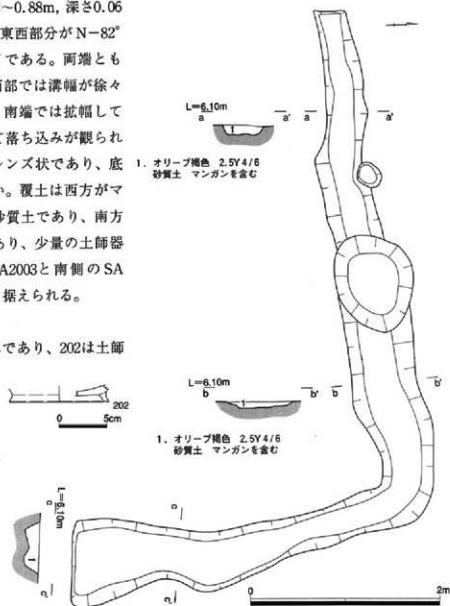 ～0.88m, 深さ0.06
東西部分がN－82°
である。両端とも
西部では溝幅が徐々
南端では拡幅して
て落ち込みが観られ
レンズ状であり、底
い。覆土は西方がマ
砂質土であり、南方
あり、少量の土師器
A2003と南側のSA
据えられる。
であり、202は土師
202
0 5cm
L=6.10m
a a'
1
1. オリーブ褐色 2.5Y 4/6
砂質土 マンガンを含む
a a'
L=6.10m
b b'
1
1. オリーブ褐色 2.5Y 4/6
砂質土 マンガンを含む
b b'
L=6.10m
c c'
1
c c'
0 2m